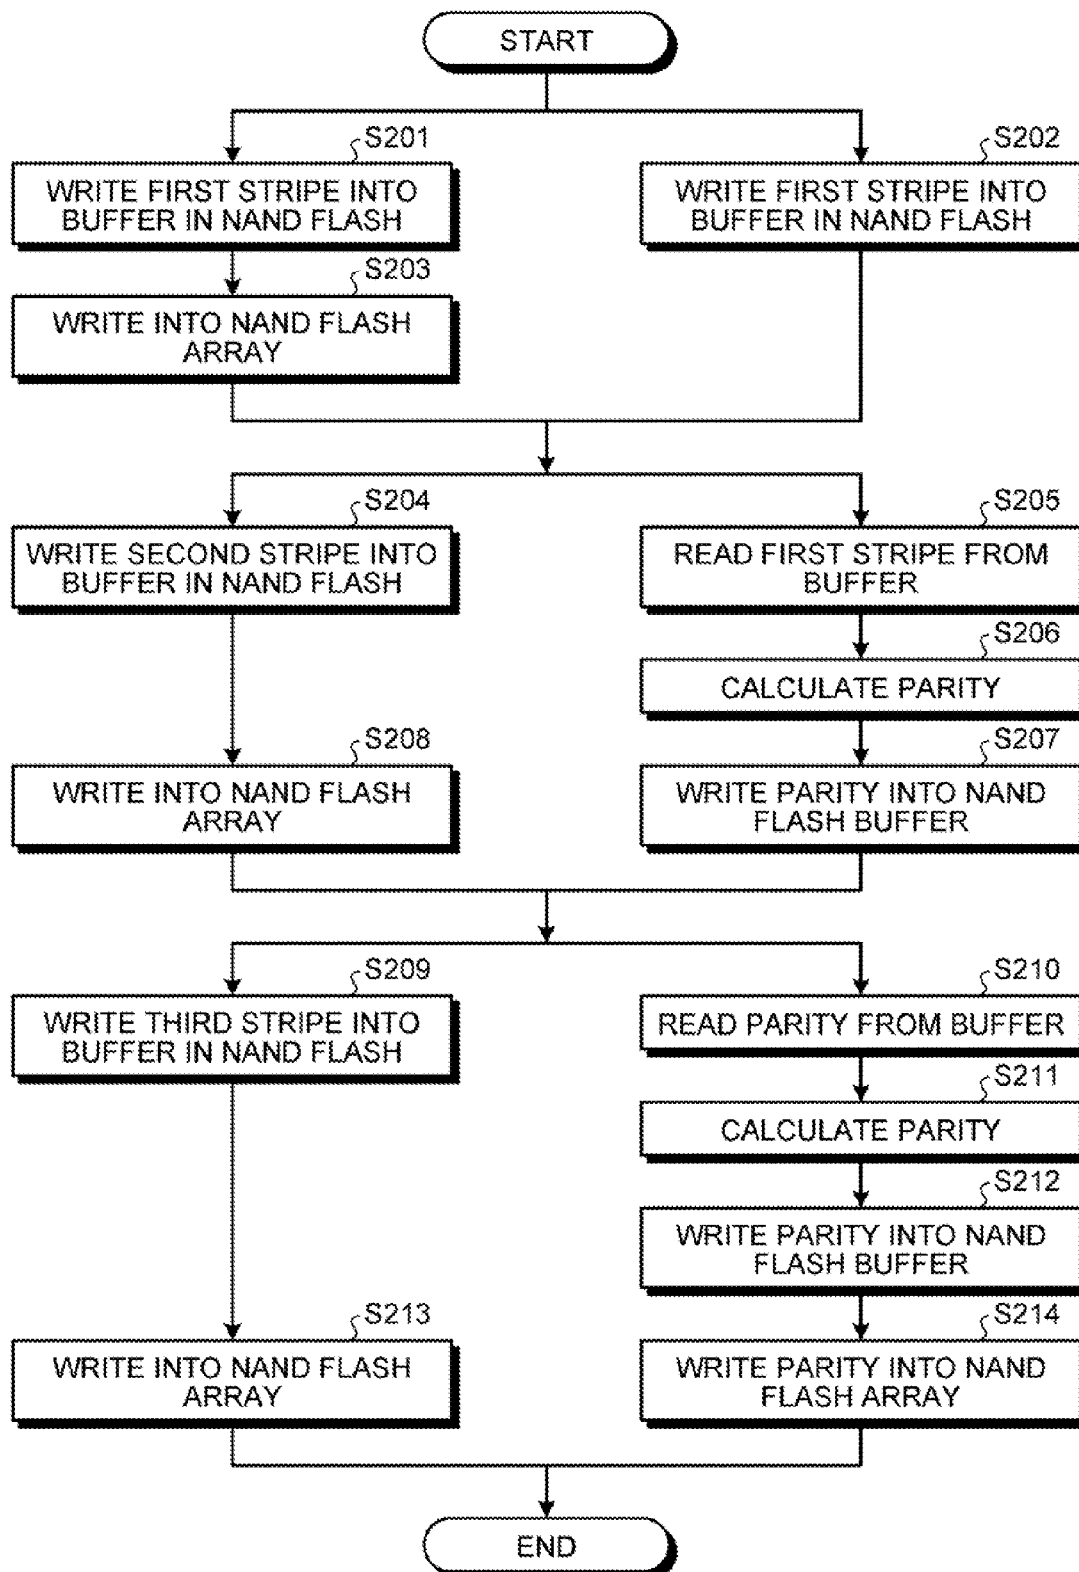 START
S201
WRITE FIRST STRIPE INTO
BUFFER IN NAND FLASH
S202
WRITE FIRST STRIPE INTO
BUFFER IN NAND FLASH
S203
WRITE INTO NAND FLASH
ARRAY
S204
WRITE SECOND STRIPE INTO
BUFFER IN NAND FLASH
S205
READ FIRST STRIPE FROM
BUFFER
S206
CALCULATE PARITY
S208
WRITE INTO NAND FLASH
ARRAY
S207
WRITE PARITY INTO NAND
FLASH BUFFER
S209
WRITE THIRD STRIPE INTO
BUFFER IN NAND FLASH
S210
READ PARITY FROM BUFFER
S211
CALCULATE PARITY
S212
WRITE PARITY INTO NAND
FLASH BUFFER
S213
WRITE INTO NAND FLASH
ARRAY
S214
WRITE PARITY INTO NAND
FLASH ARRAY
END